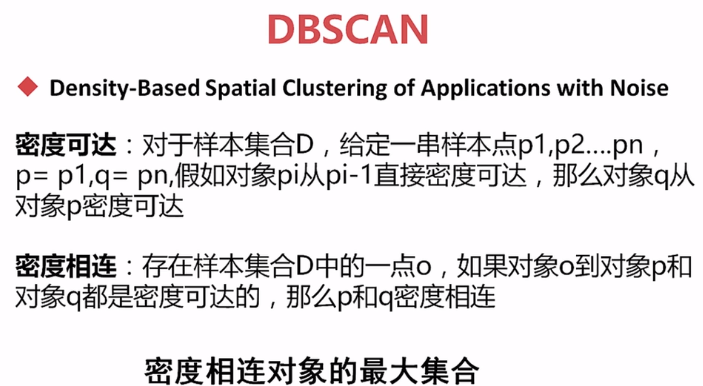 DBSCAN
Density-Based Spatial Clustering of Applications with Noise
密度可达：对于样本集合D，给定一串样本点p1,p2....pn，
p= p1,q= pn,假如对象pi从pi-1直接密度可达，那么对象q从
对象p密度可达
密度相连：存在样本集合D中的一点o，如果对象o到对象p和
对象q都是密度可达的，那么p和q密度相连
密度相连对象的最大集合